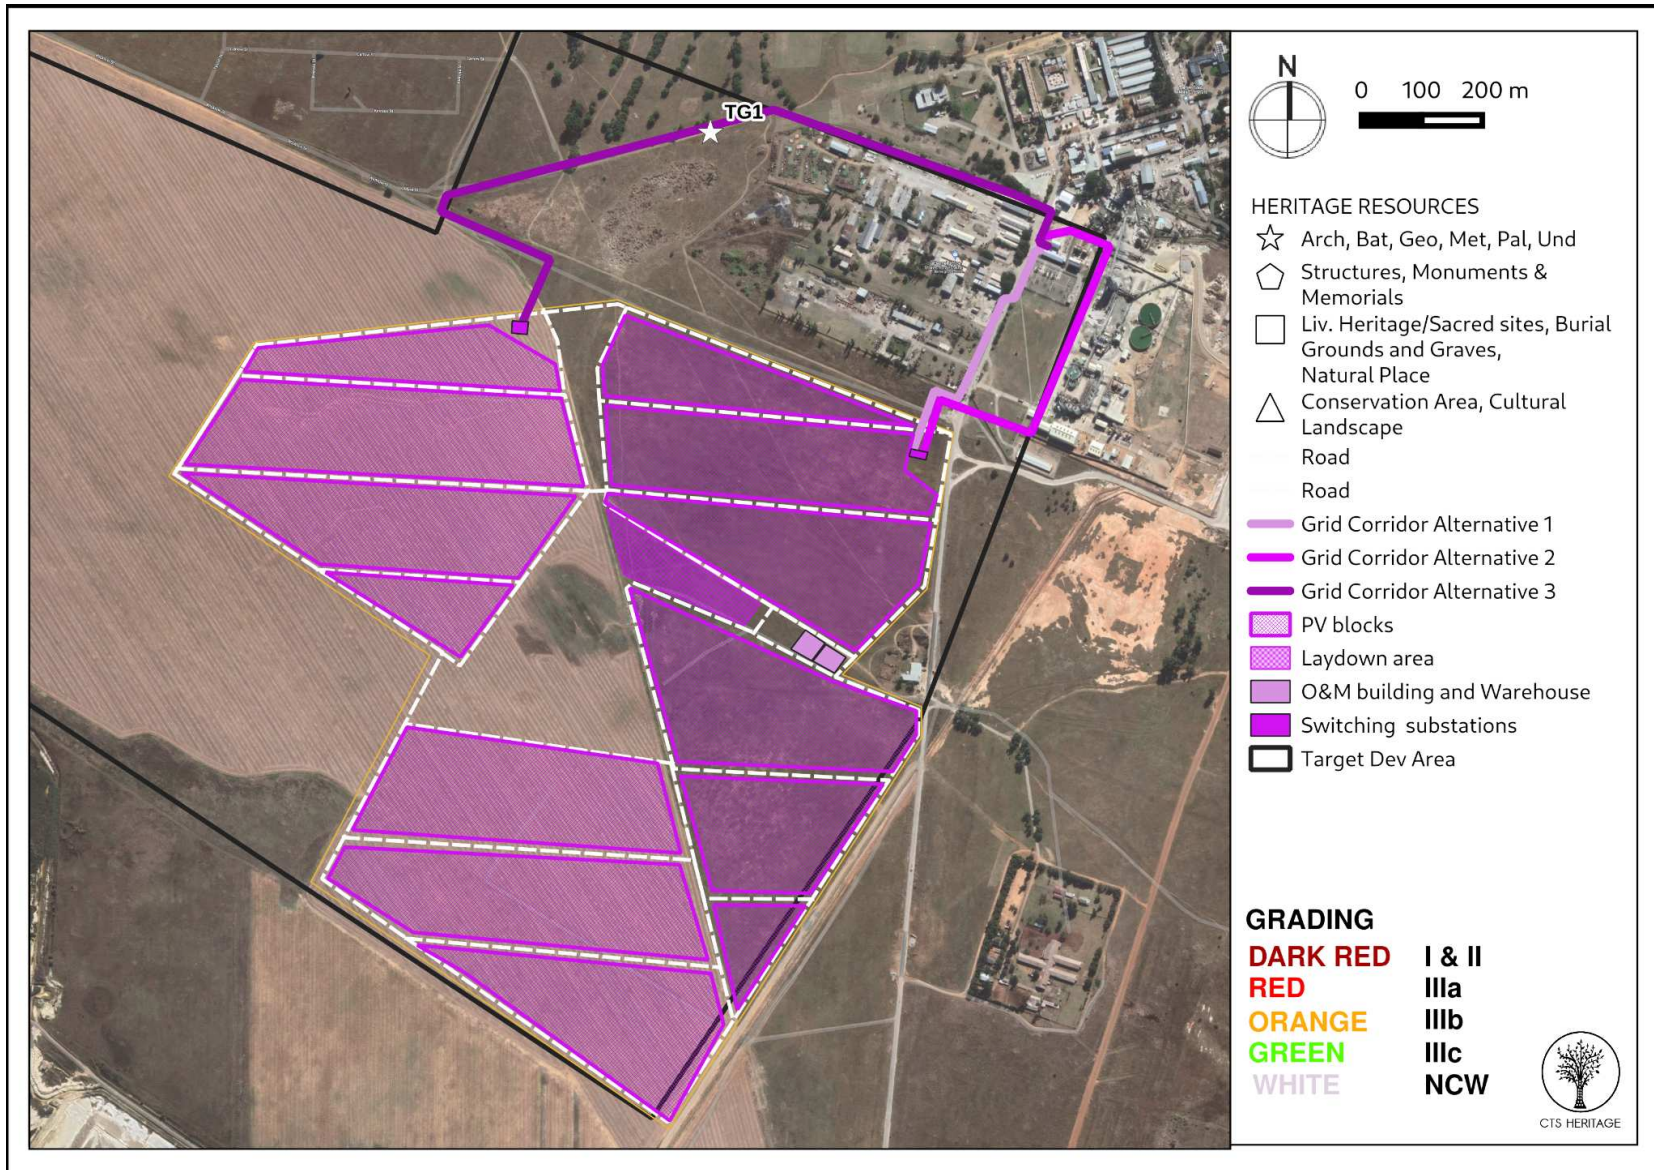 TG1
N
0 100 200 m
HERITAGE RESOURCES
Arch, Bat, Geo, Met, Pal, Und
Structures, Monuments &
Memorials
Liv. Heritage/Sacred sites, Burial
Grounds and Graves,
Natural Place
Conservation Area, Cultural
Landscape
Road
Road
Grid Corridor Alternative 1
Grid Corridor Alternative 2
Grid Corridor Alternative 3
PV blocks
Laydown area
O&M building and Warehouse
Switching substations
Target Dev Area
GRADING
DARK RED I & II
RED IIIa
ORANGE IIIb
GREEN IIIc
WHITE NCW
CTS HERITAGE